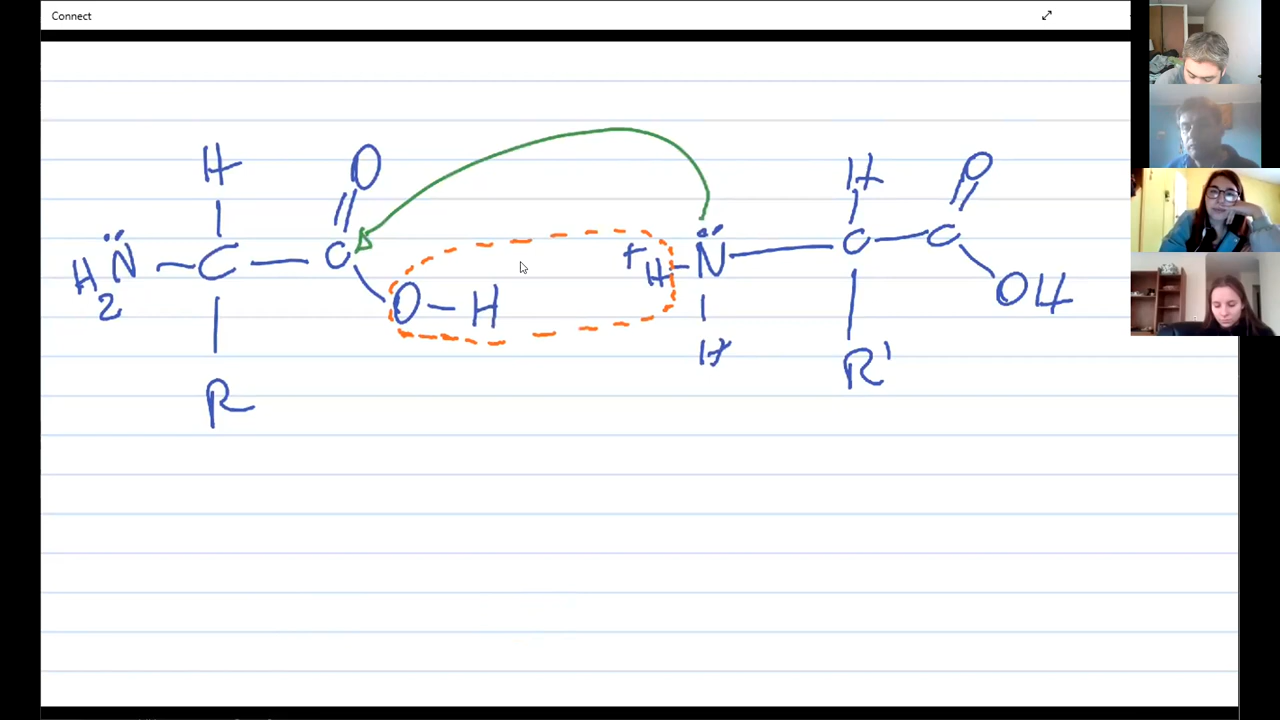 Connect
H O H O
H₂N̈ – C – C + H – N̈ – C – C
O – H OH
H
R R'